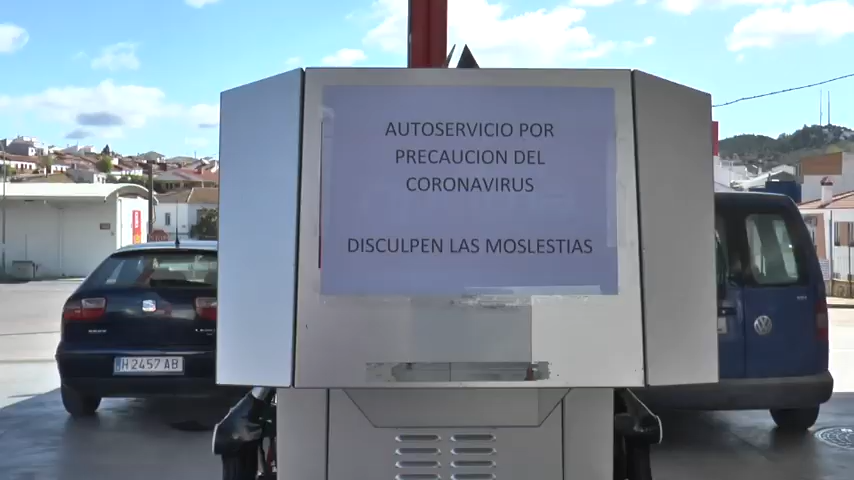 AUTOSERVICIO POR
PRECAUCION DEL
CORONAVIRUS
DISCULPEN LAS MOSLESTIAS
H 2457 AB